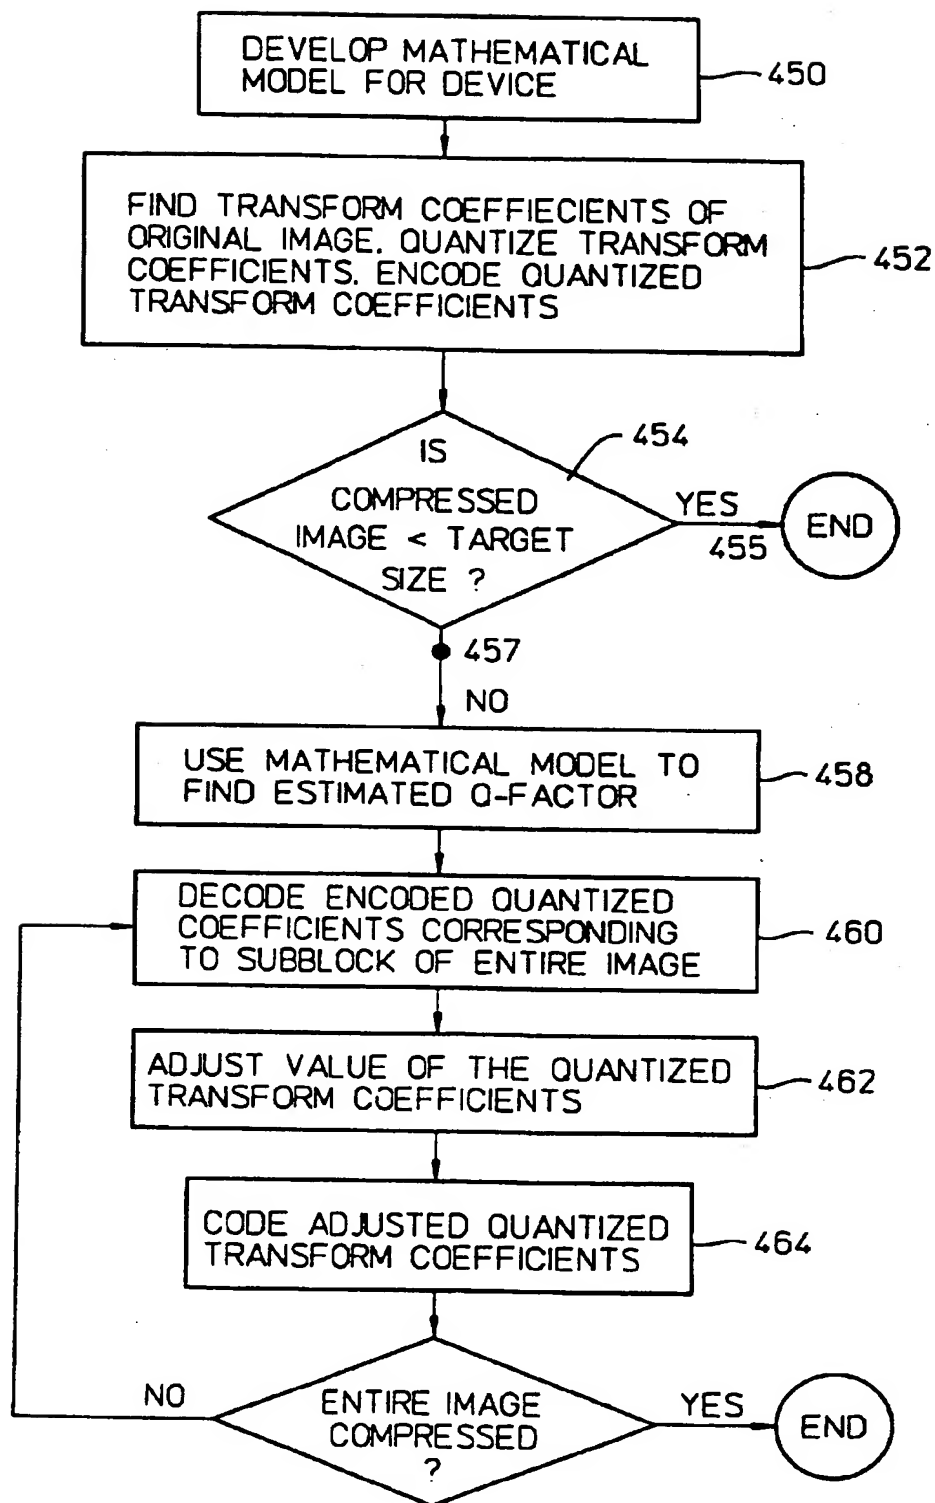 DEVELOP MATHEMATICAL
MODEL FOR DEVICE
450
FIND TRANSFORM COEFFIECIENTS OF
ORIGINAL IMAGE. QUANTIZE TRANSFORM
COEFFICIENTS. ENCODE QUANTIZED
TRANSFORM COEFFICIENTS
452
IS
COMPRESSED
IMAGE < TARGET
SIZE ?
454
YES
455
END
457
NO
USE MATHEMATICAL MODEL TO
FIND ESTIMATED Q-FACTOR
458
DECODE ENCODED QUANTIZED
COEFFICIENTS CORRESPONDING
TO SUBBLOCK OF ENTIRE IMAGE
460
ADJUST VALUE OF THE QUANTIZED
TRANSFORM COEFFICIENTS
462
CODE ADJUSTED QUANTIZED
TRANSFORM COEFFICIENTS
464
NO
ENTIRE IMAGE
COMPRESSED
?
YES
END